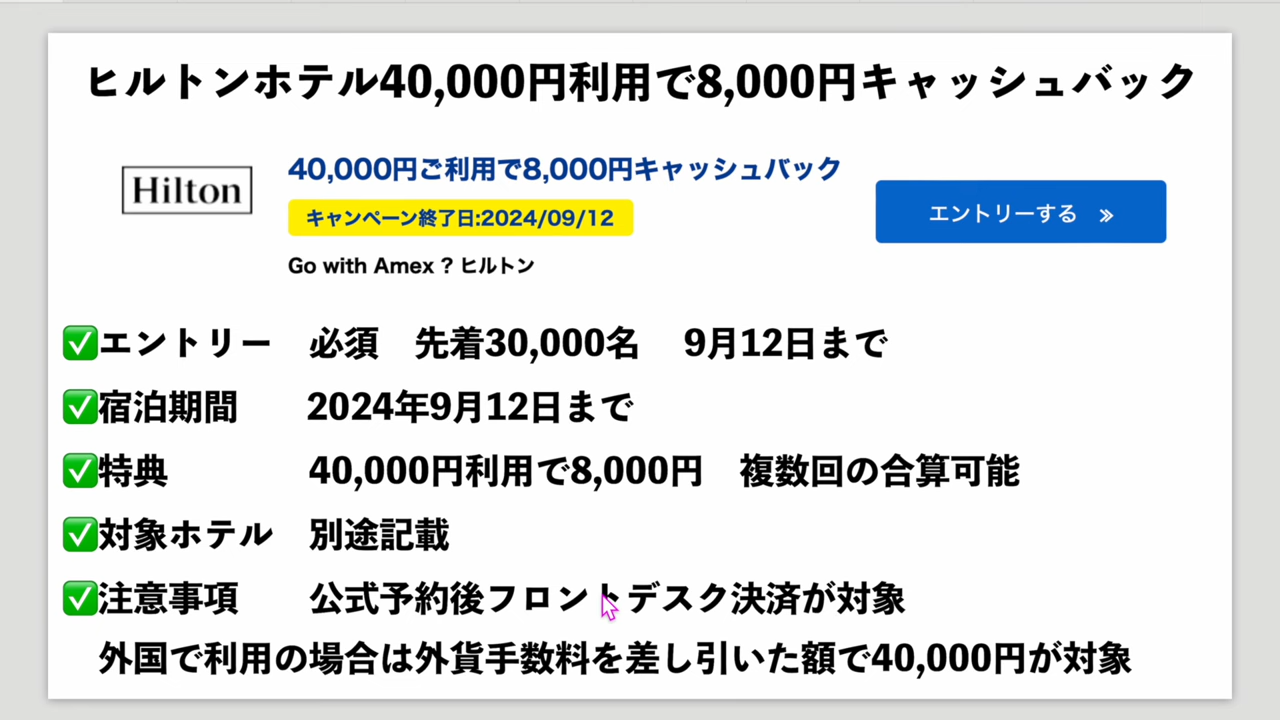 ヒルトンホテル40,000円利用で8,000円キャッシュバック
Hilton
40,000円ご利用で8,000円キャッシュバック
キャンペーン終了日:2024/09/12
エントリーする »
Go with Amex ? ヒルトン
✅エントリー 必須 先着30,000名 9月12日まで
✅宿泊期間 2024年9月12日まで
✅特典 40,000円利用で8,000円 複数回の合算可能
✅対象ホテル 別途記載
✅注意事項 公式予約後フロントデスク決済が対象
外国で利用の場合は外貨手数料を差し引いた額で40,000円が対象